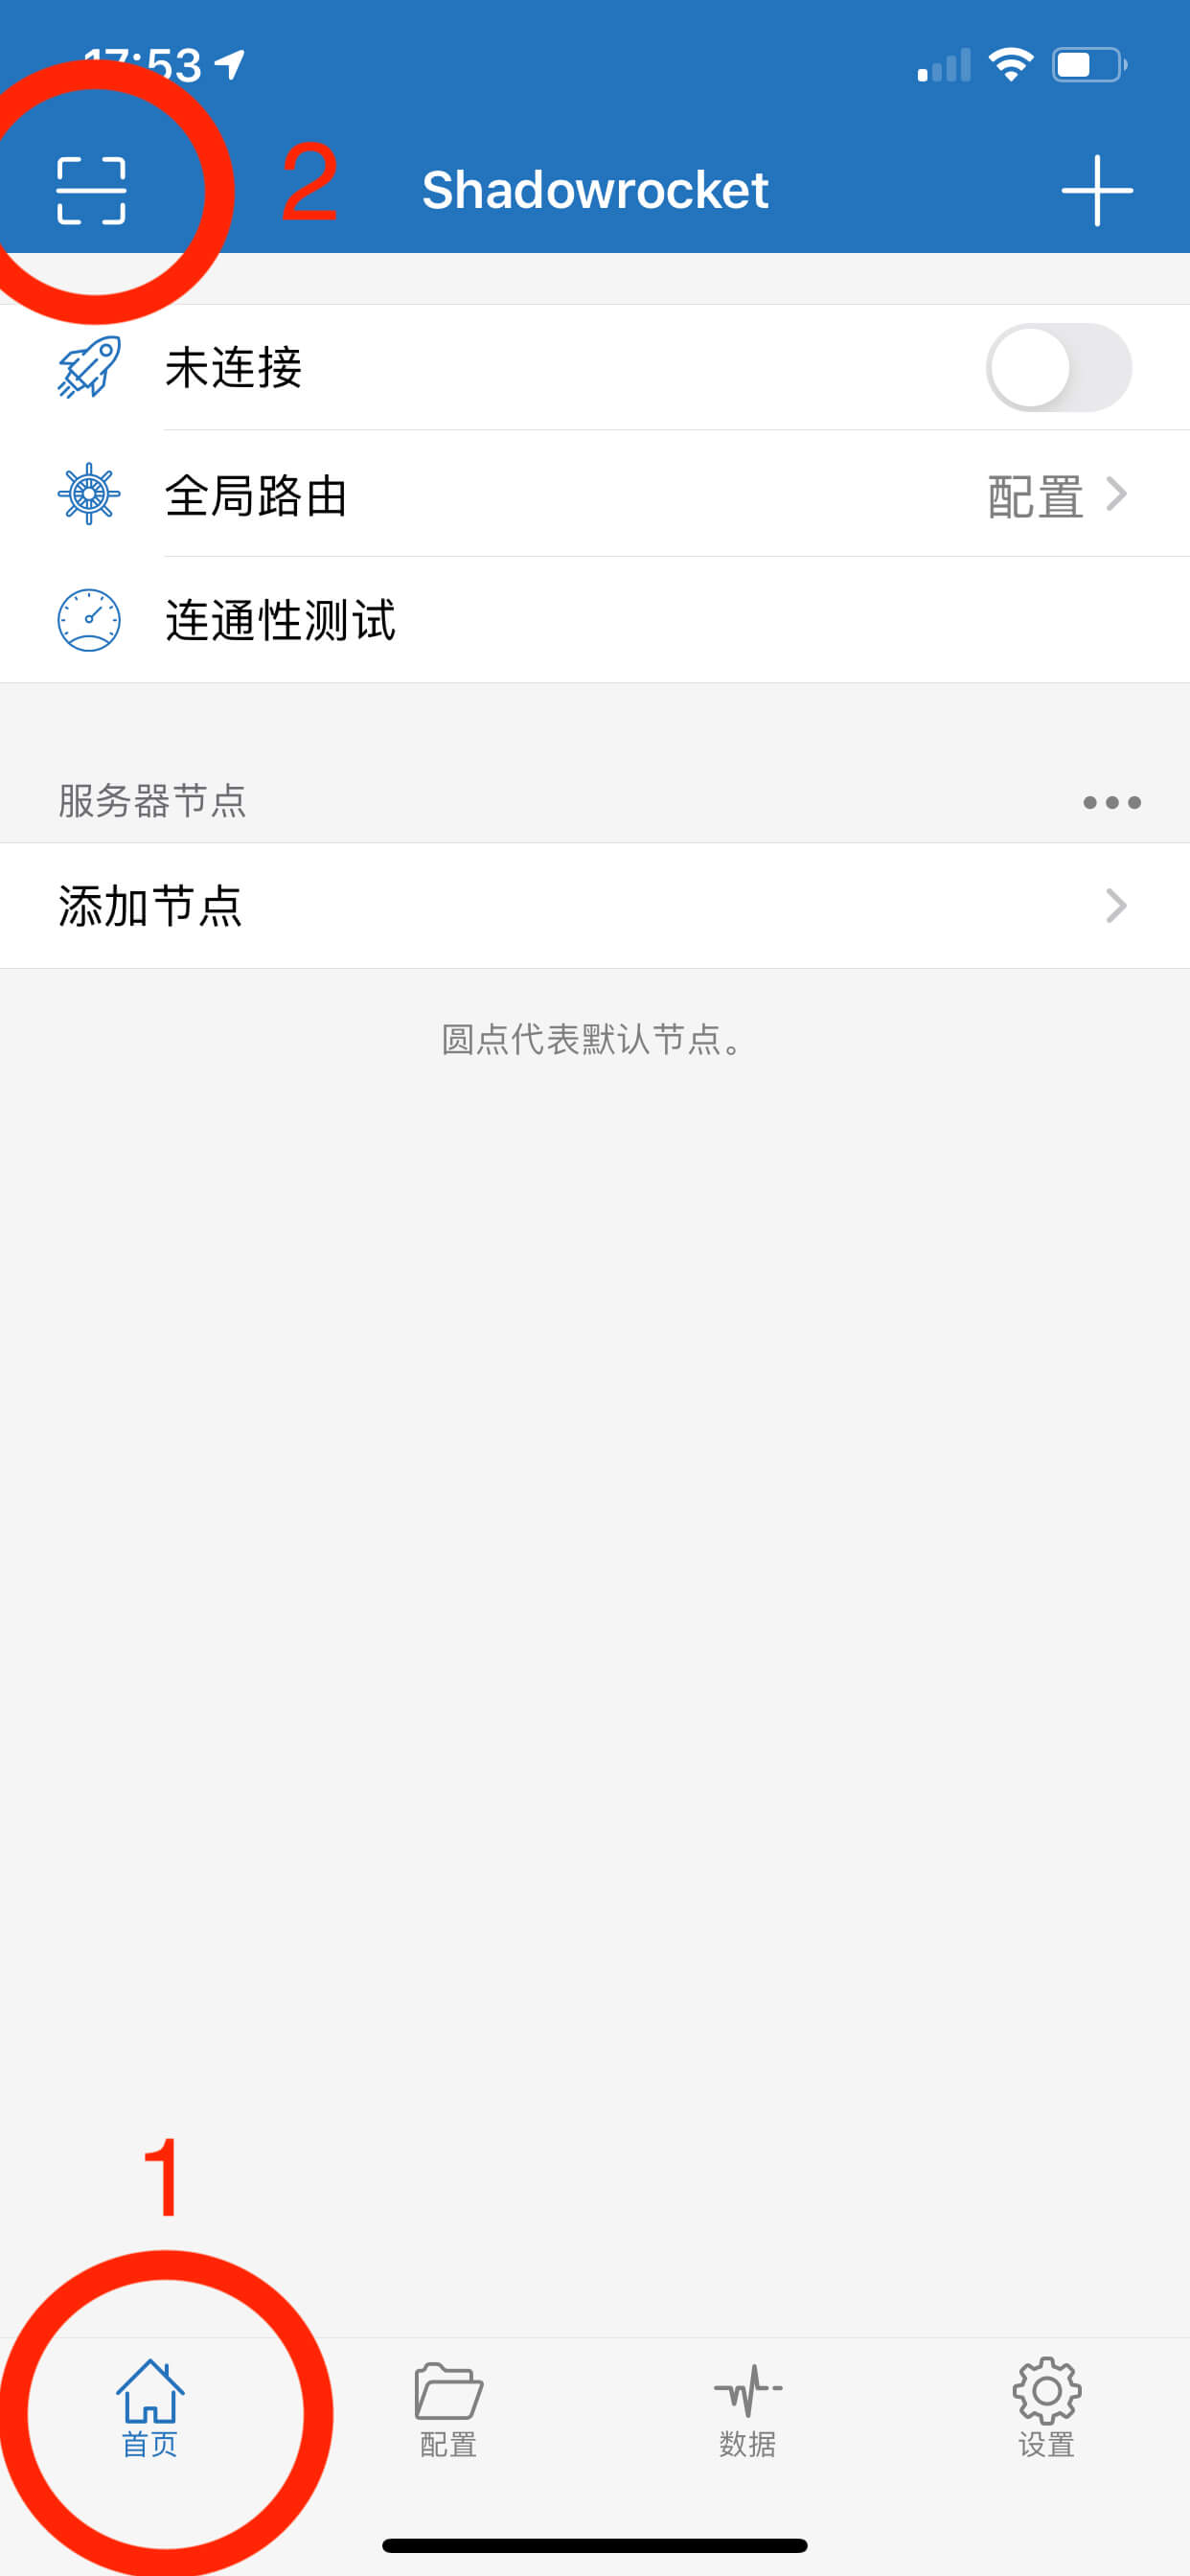 17:53
2
Shadowrocket
未连接
全局路由 配置
连通性测试
服务器节点
添加节点
圆点代表默认节点。
1
首页 配置 数据 设置